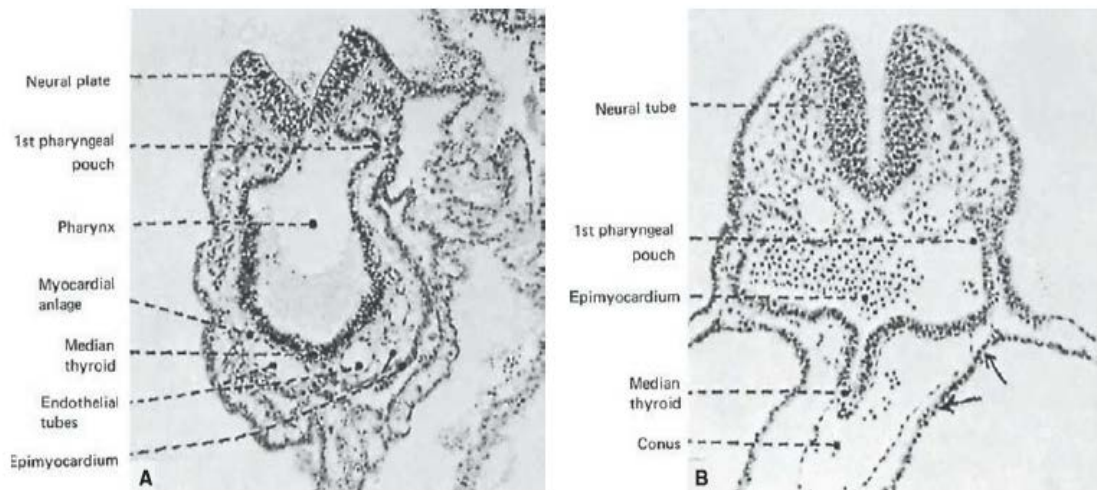 Neural plate
1st pharyngeal
pouch
Pharynx
Myocardial
anlage
Median
thyroid
Endothelial
tubes
Epimyocardium
A
Neural tube
1st pharyngeal
pouch
Epimyocardium
Median
thyroid
Conus
B